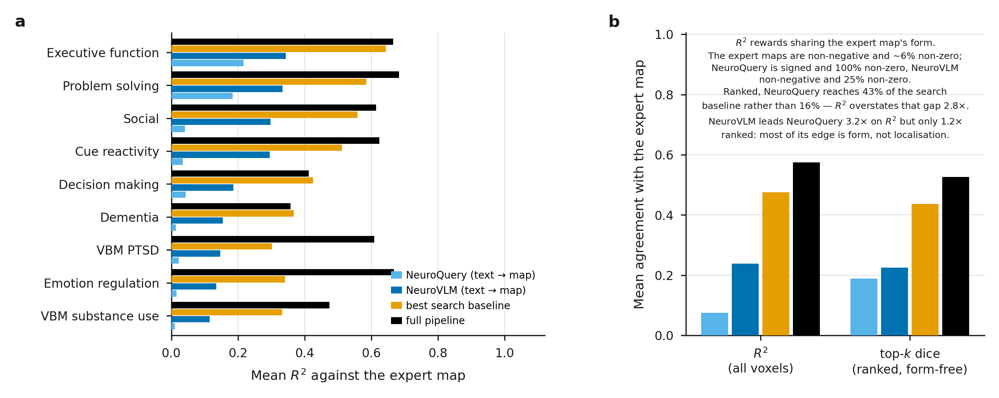 a
Executive function
Problem solving
Social
Cue reactivity
Decision making
Dementia
VBM PTSD
Emotion regulation
VBM substance use
NeuroQuery (text → map)
NeuroVLM (text → map)
best search baseline
full pipeline
0.0 0.2 0.4 0.6 0.8 1.0
Mean R² against the expert map
b
Mean agreement with the expert map
1.0
0.8
0.6
0.4
0.2
0.0
R² rewards sharing the expert map's form.
The expert maps are non-negative and ~6% non-zero;
NeuroQuery is signed and 100% non-zero, NeuroVLM
non-negative and 25% non-zero.
Ranked, NeuroQuery reaches 43% of the search
baseline rather than 16% — R² overstates that gap 2.8×.
NeuroVLM leads NeuroQuery 3.2× on R² but only 1.2×
ranked: most of its edge is form, not localisation.
R²
(all voxels)
top-k dice
(ranked, form-free)